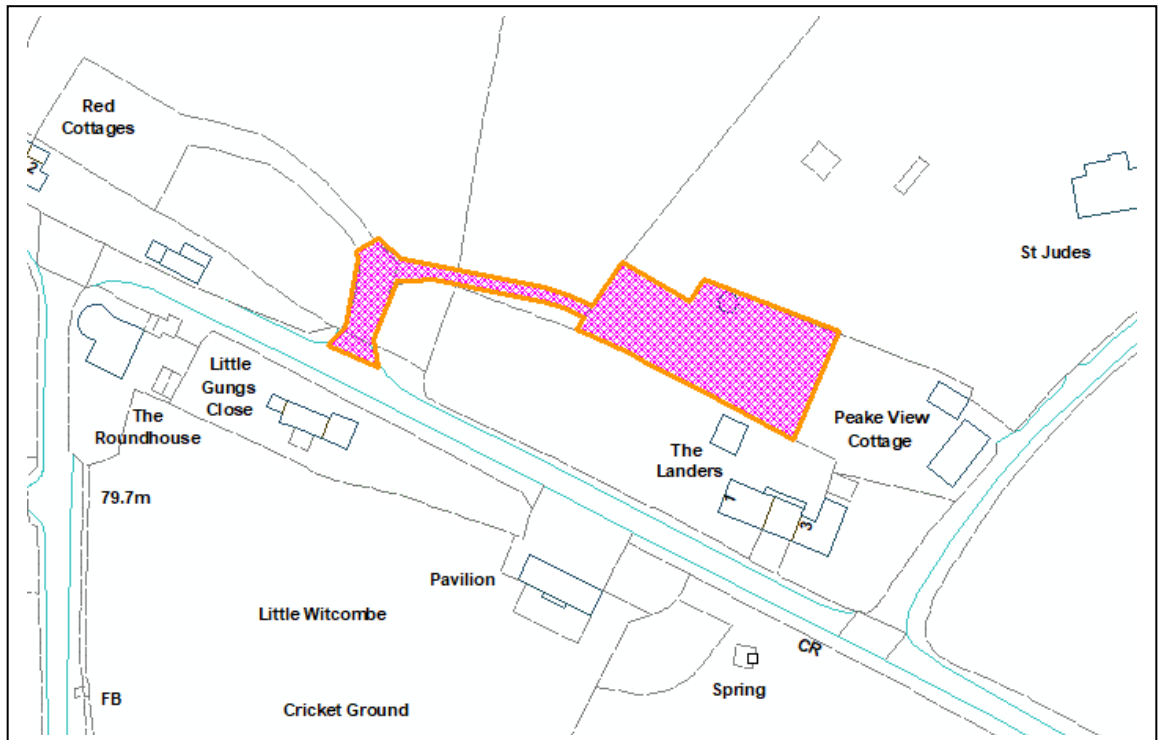 Red
Cottages
2
St Judes
Little
Gungs
Close
The
Roundhouse
Peake View
Cottage
The
Landers
1
3
79.7m
Pavilion
Little Witcombe
CR
Spring
FB
Cricket Ground